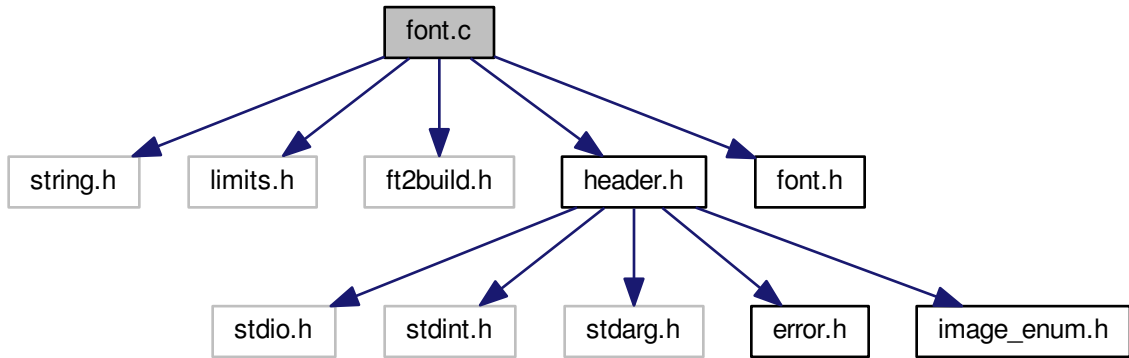 font.c
string.h
limits.h
ft2build.h
header.h
font.h
stdio.h
stdint.h
stdarg.h
error.h
image_enum.h